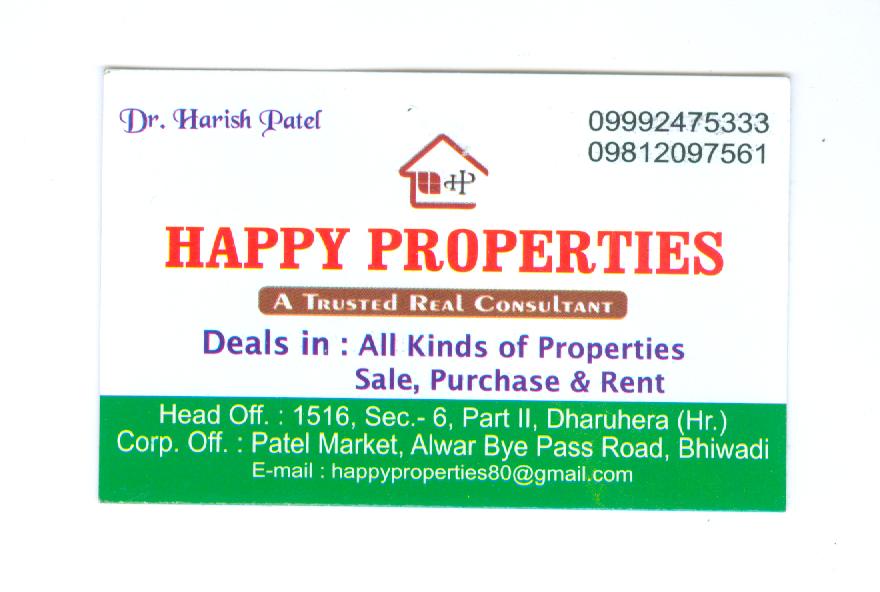 Dr. Harish Patel
09992475333
09812097561
HP
HAPPY PROPERTIES
A TRUSTED REAL CONSULTANT
Deals in : All Kinds of Properties
Sale, Purchase & Rent
Head Off. : 1516, Sec.- 6, Part II, Dharuhera (Hr.)
Corp. Off. : Patel Market, Alwar Bye Pass Road, Bhiwadi
E-mail : happyproperties80@gmail.com